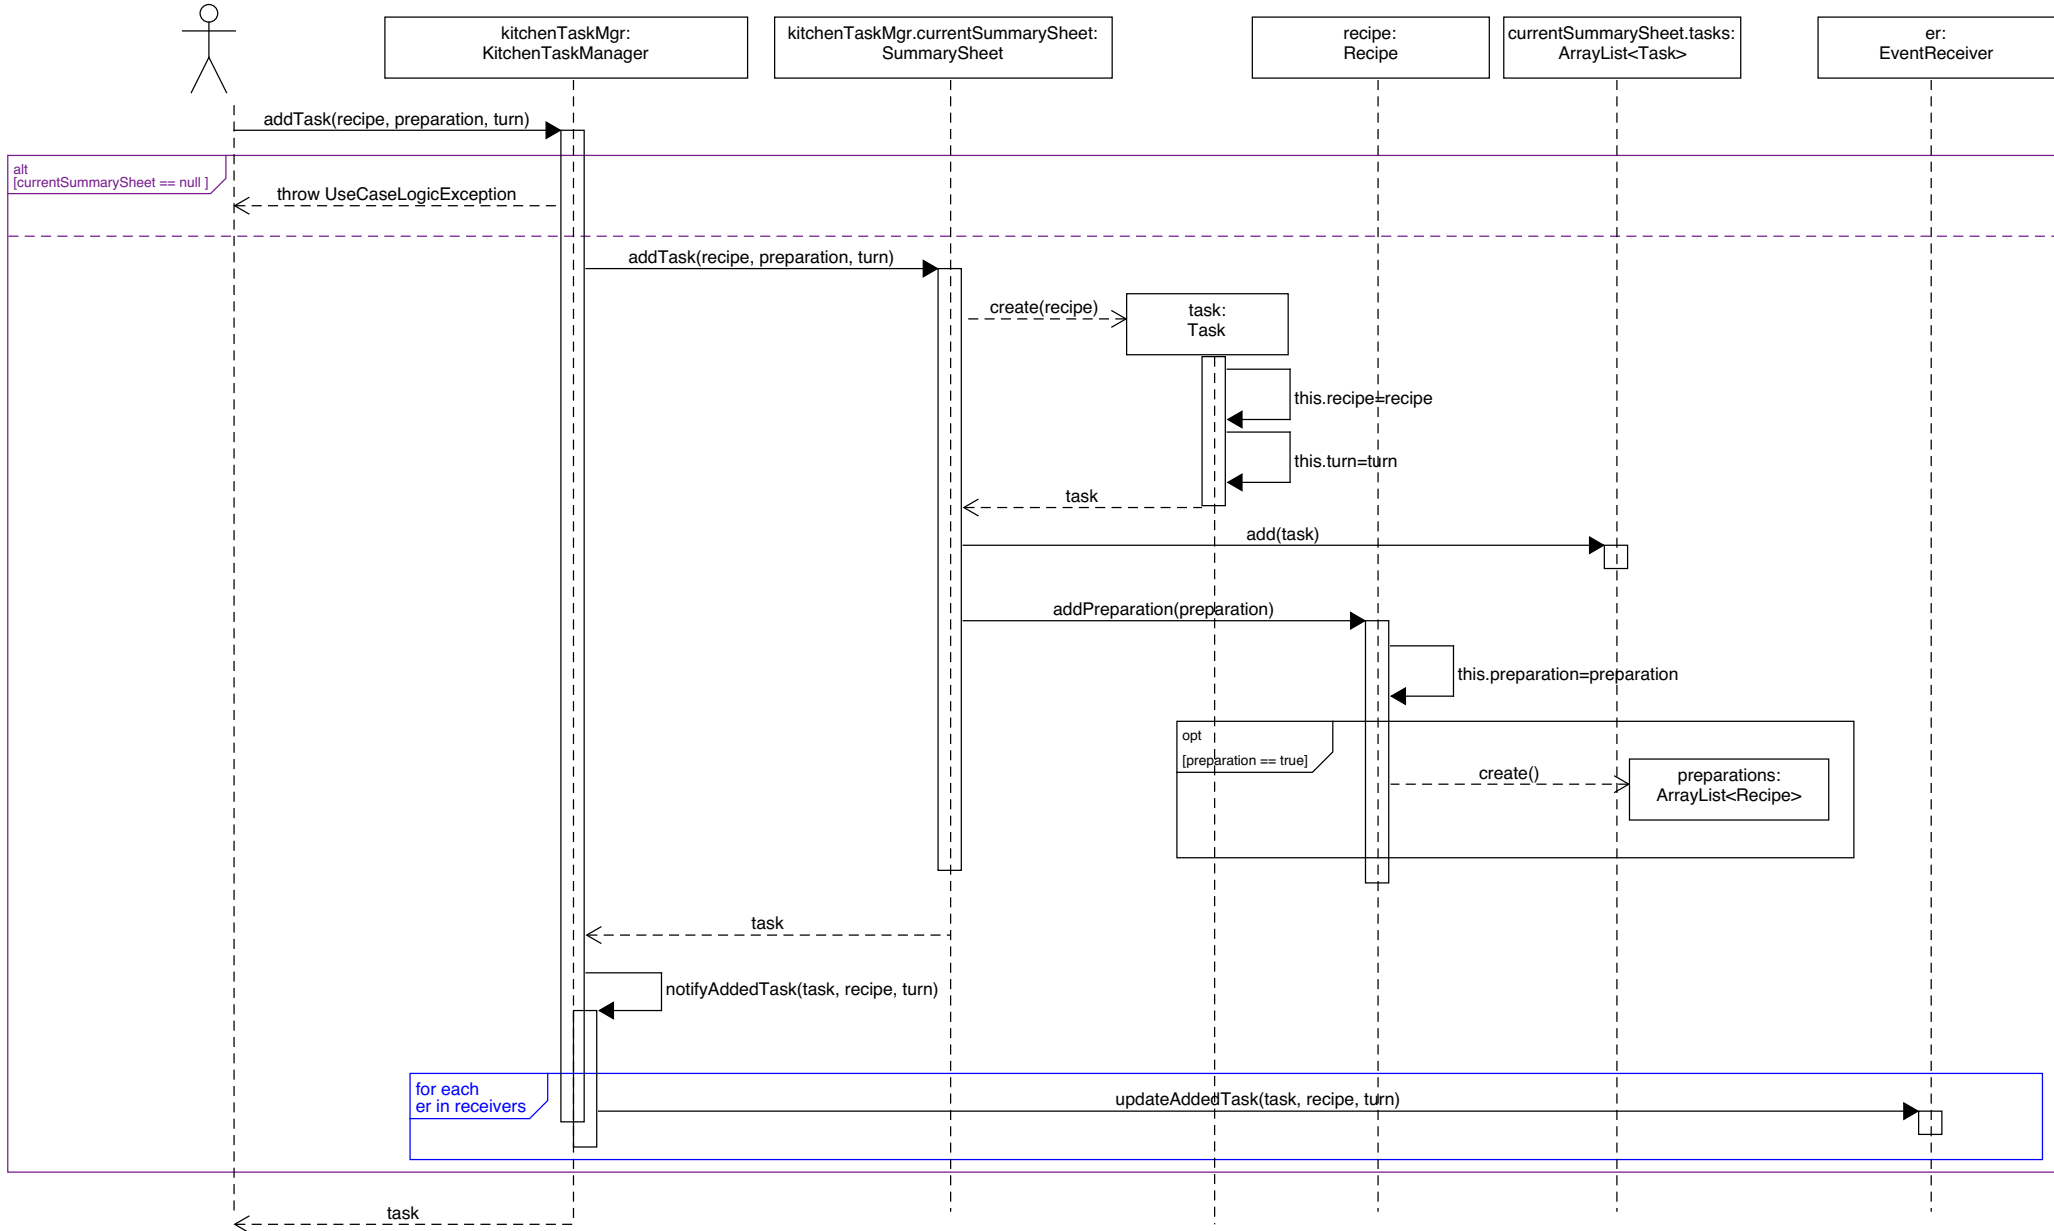 kitchenTaskMgr:
KitchenTaskManager
kitchenTaskMgr.currentSummarySheet:
SummarySheet
recipe:
Recipe
currentSummarySheet.tasks:
ArrayList<Task>
er:
EventReceiver
addTask(recipe, preparation, turn)
alt
[currentSummarySheet == null ]
throw UseCaseLogicException
addTask(recipe, preparation, turn)
create(recipe)
task:
Task
this.recipe=recipe
this.turn=turn
task
add(task)
addPreparation(preparation)
this.preparation=preparation
opt
[preparation == true]
create()
preparations:
ArrayList<Recipe>
task
notifyAddedTask(task, recipe, turn)
for each
er in receivers
updateAddedTask(task, recipe, turn)
task